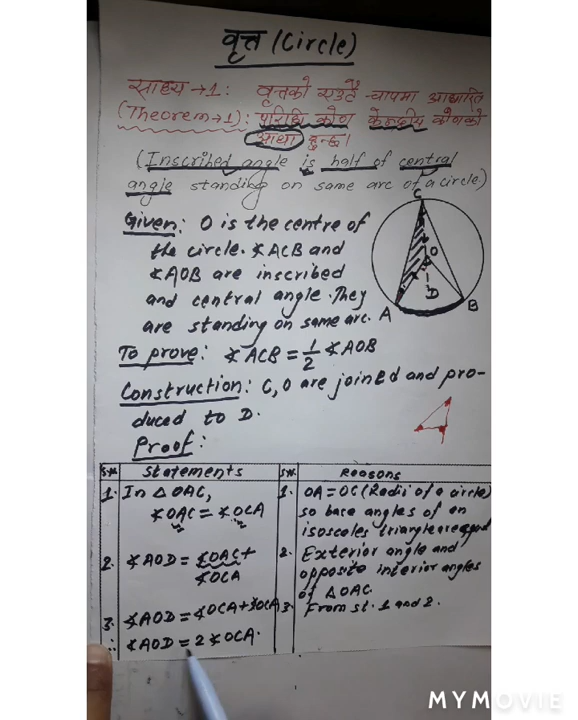 वृत्त (Circle)
साध्य → 1: वृत्तको एउटै चापमा आधारित
(Theorem → 1): परिधि कोण केन्द्रीय कोणको
आधा हुन्छ।
(Inscribed angle is half of central
angle standing on same arc of a circle)
Given: O is the centre of
the circle. ∡ACB and
∡AOB are inscribed
and central angle. They
are standing on same arc.
C
O
D
A
B
To prove: ∡ACB = 1/2 ∡AOB
Construction: C, O are joined and pro-
duced to D.
Proof:
S.N. Statements S.N. Reasons
1. In △OAC,
∡OAC = ∡OCA
1. OA = OC (Radii of a circle)
so base angles of an
isosceles triangle are equal
2. ∡AOD = ∡OAC +
∡OCA
2. Exterior angle and
opposite interior angles
of △OAC.
3. ∡AOD = ∡OCA + ∡OCA
∴ ∡AOD = 2∡OCA.
3. From st. 1 and 2.
MYMOVIE